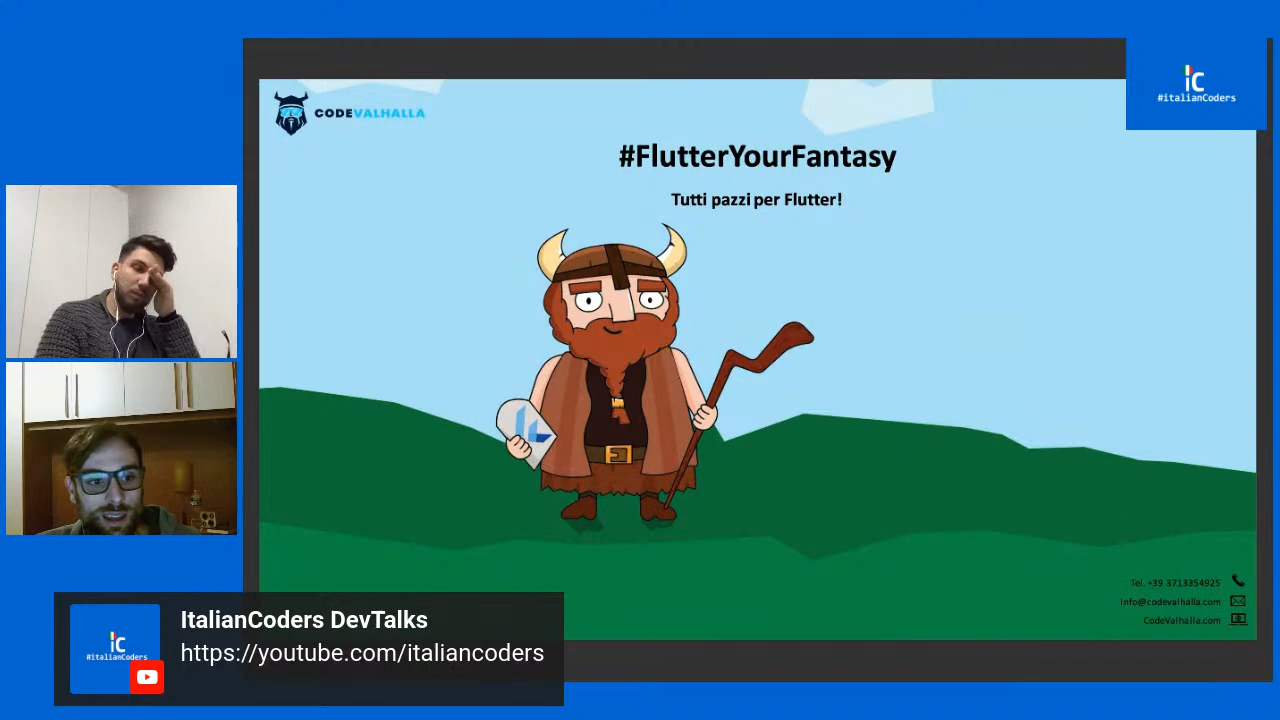 CODEVALHALLA
iC
#italianCoders
#FlutterYourFantasy
Tutti pazzi per Flutter!
Tel. +39 3713354925
info@codevalhalla.com
CodeValhalla.com
iC
#italianCoders
ItalianCoders DevTalks
https://youtube.com/italiancoders